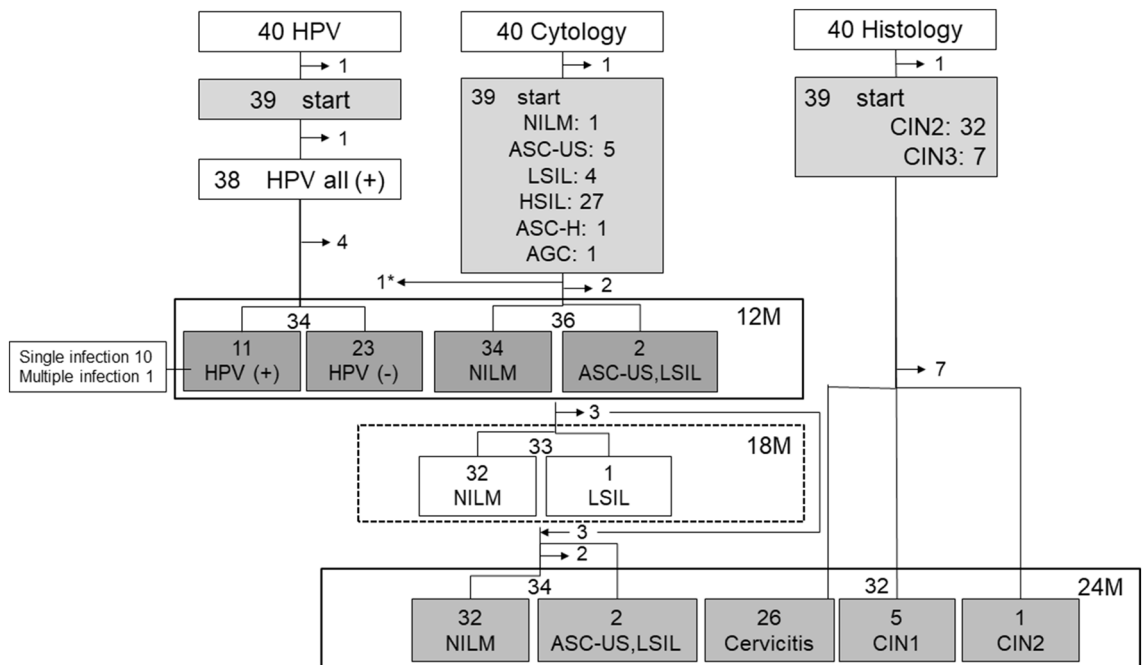 40 HPV
40 Cytology
40 Histology
1
1
1
39 start
39 start
NILM: 1
ASC-US: 5
LSIL: 4
HSIL: 27
ASC-H: 1
AGC: 1
39 start
CIN2: 32
CIN3: 7
1
38 HPV all (+)
4
1*
2
12M
34
36
11
HPV (+)
23
HPV (-)
34
NILM
2
ASC-US,LSIL
Single infection 10
Multiple infection 1
7
3
18M
33
32
NILM
1
LSIL
3
2
24M
34
32
32
NILM
2
ASC-US,LSIL
26
Cervicitis
5
CIN1
1
CIN2